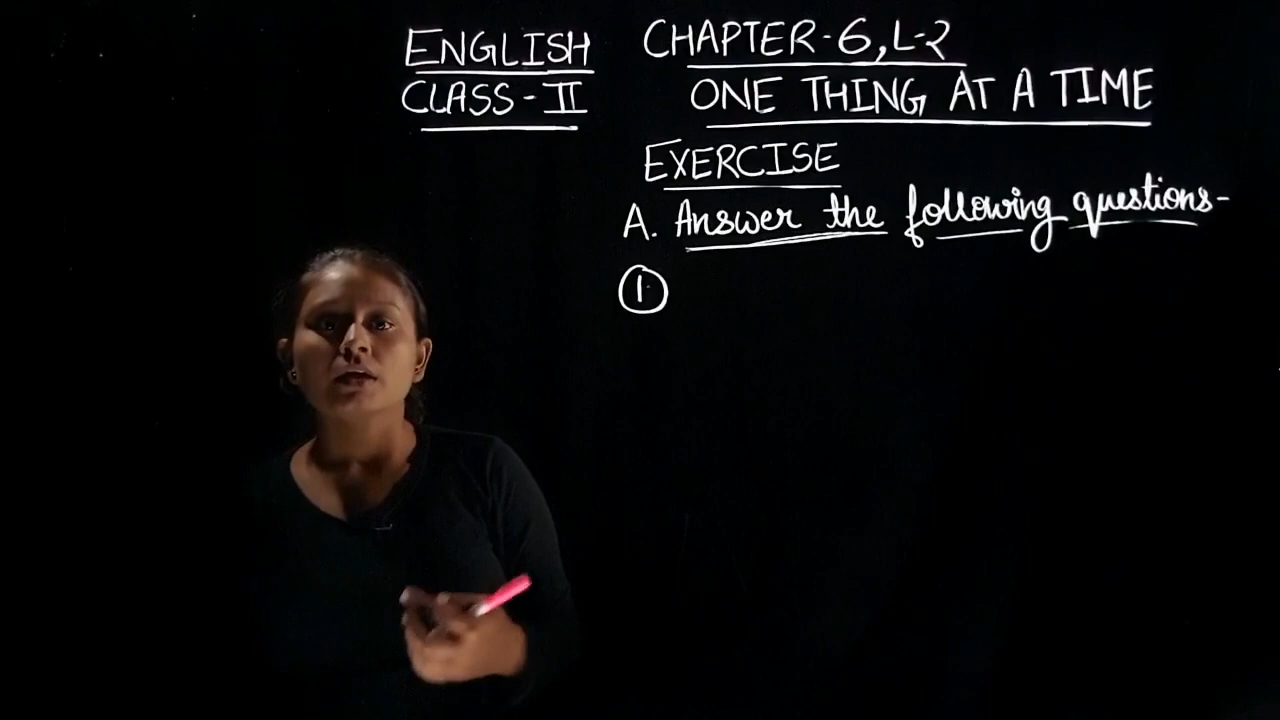 ENGLISH
CLASS-II
CHAPTER-6, L-2
ONE THING AT A TIME
EXERCISE
A. Answer the following questions-
1